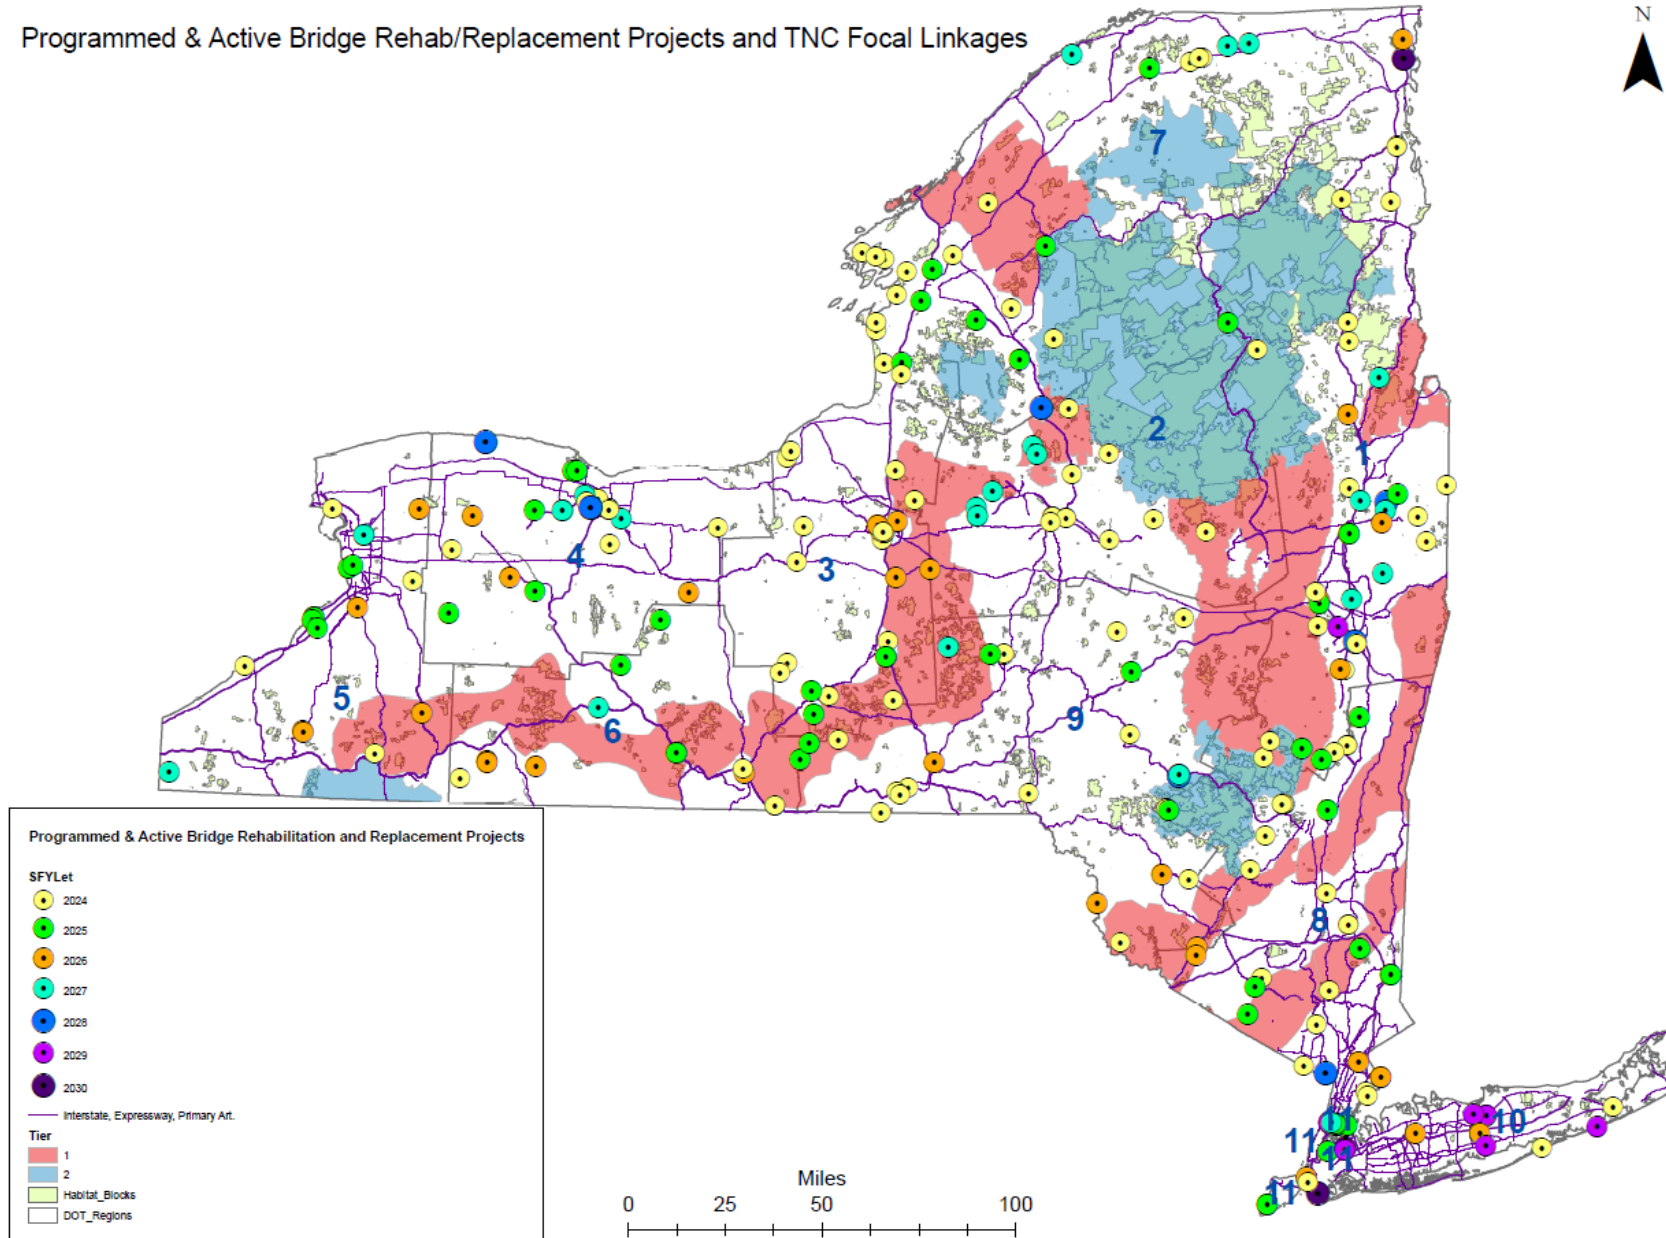 Programmed & Active Bridge Rehab/Replacement Projects and TNC Focal Linkages
N
7
2
1
4
3
5
6
9
8
11
10
11
11
11
Programmed & Active Bridge Rehabilitation and Replacement Projects
SFYLet
2024
2025
2026
2027
2028
2029
2030
Interstate, Expressway, Primary Art.
Tier
1
2
Habitat_Blocks
DOT_Regions
Miles
0 25 50 100